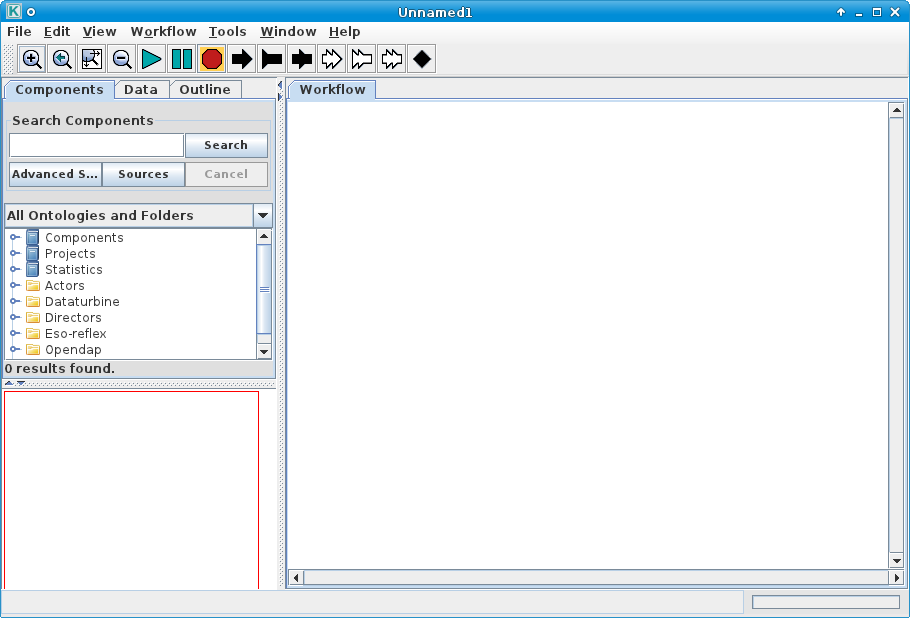 K
Unnamed1
File Edit View Workflow Tools Window Help
Components Data Outline
Workflow
Search Components
Search
Advanced S... Sources Cancel
All Ontologies and Folders
Components
Projects
Statistics
Actors
Dataturbine
Directors
Eso-reflex
Opendap
0 results found.